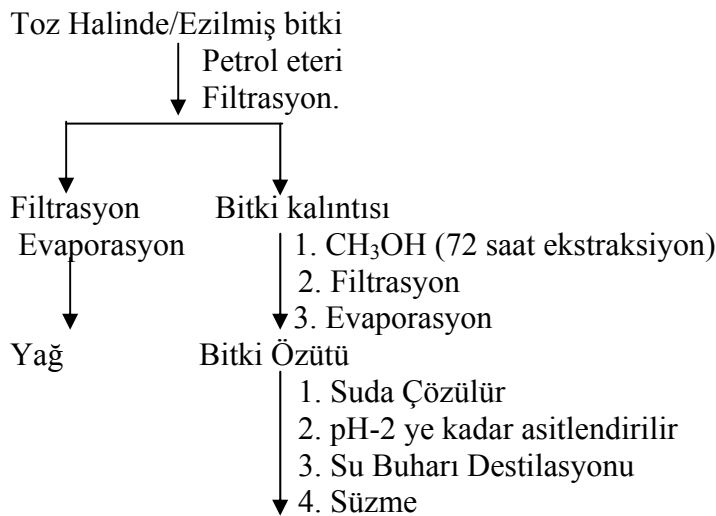 Toz Halinde/Ezilmiş bitki
Petrol eteri
Filtrasyon.
Filtrasyon
Evaporasyon
Bitki kalıntısı
1. CH₃OH (72 saat ekstraksiyon)
2. Filtrasyon
3. Evaporasyon
Yağ
Bitki Özütü
1. Suda Çözülür
2. pH-2 ye kadar asitlendirilir
3. Su Buharı Destilasyonu
4. Süzme